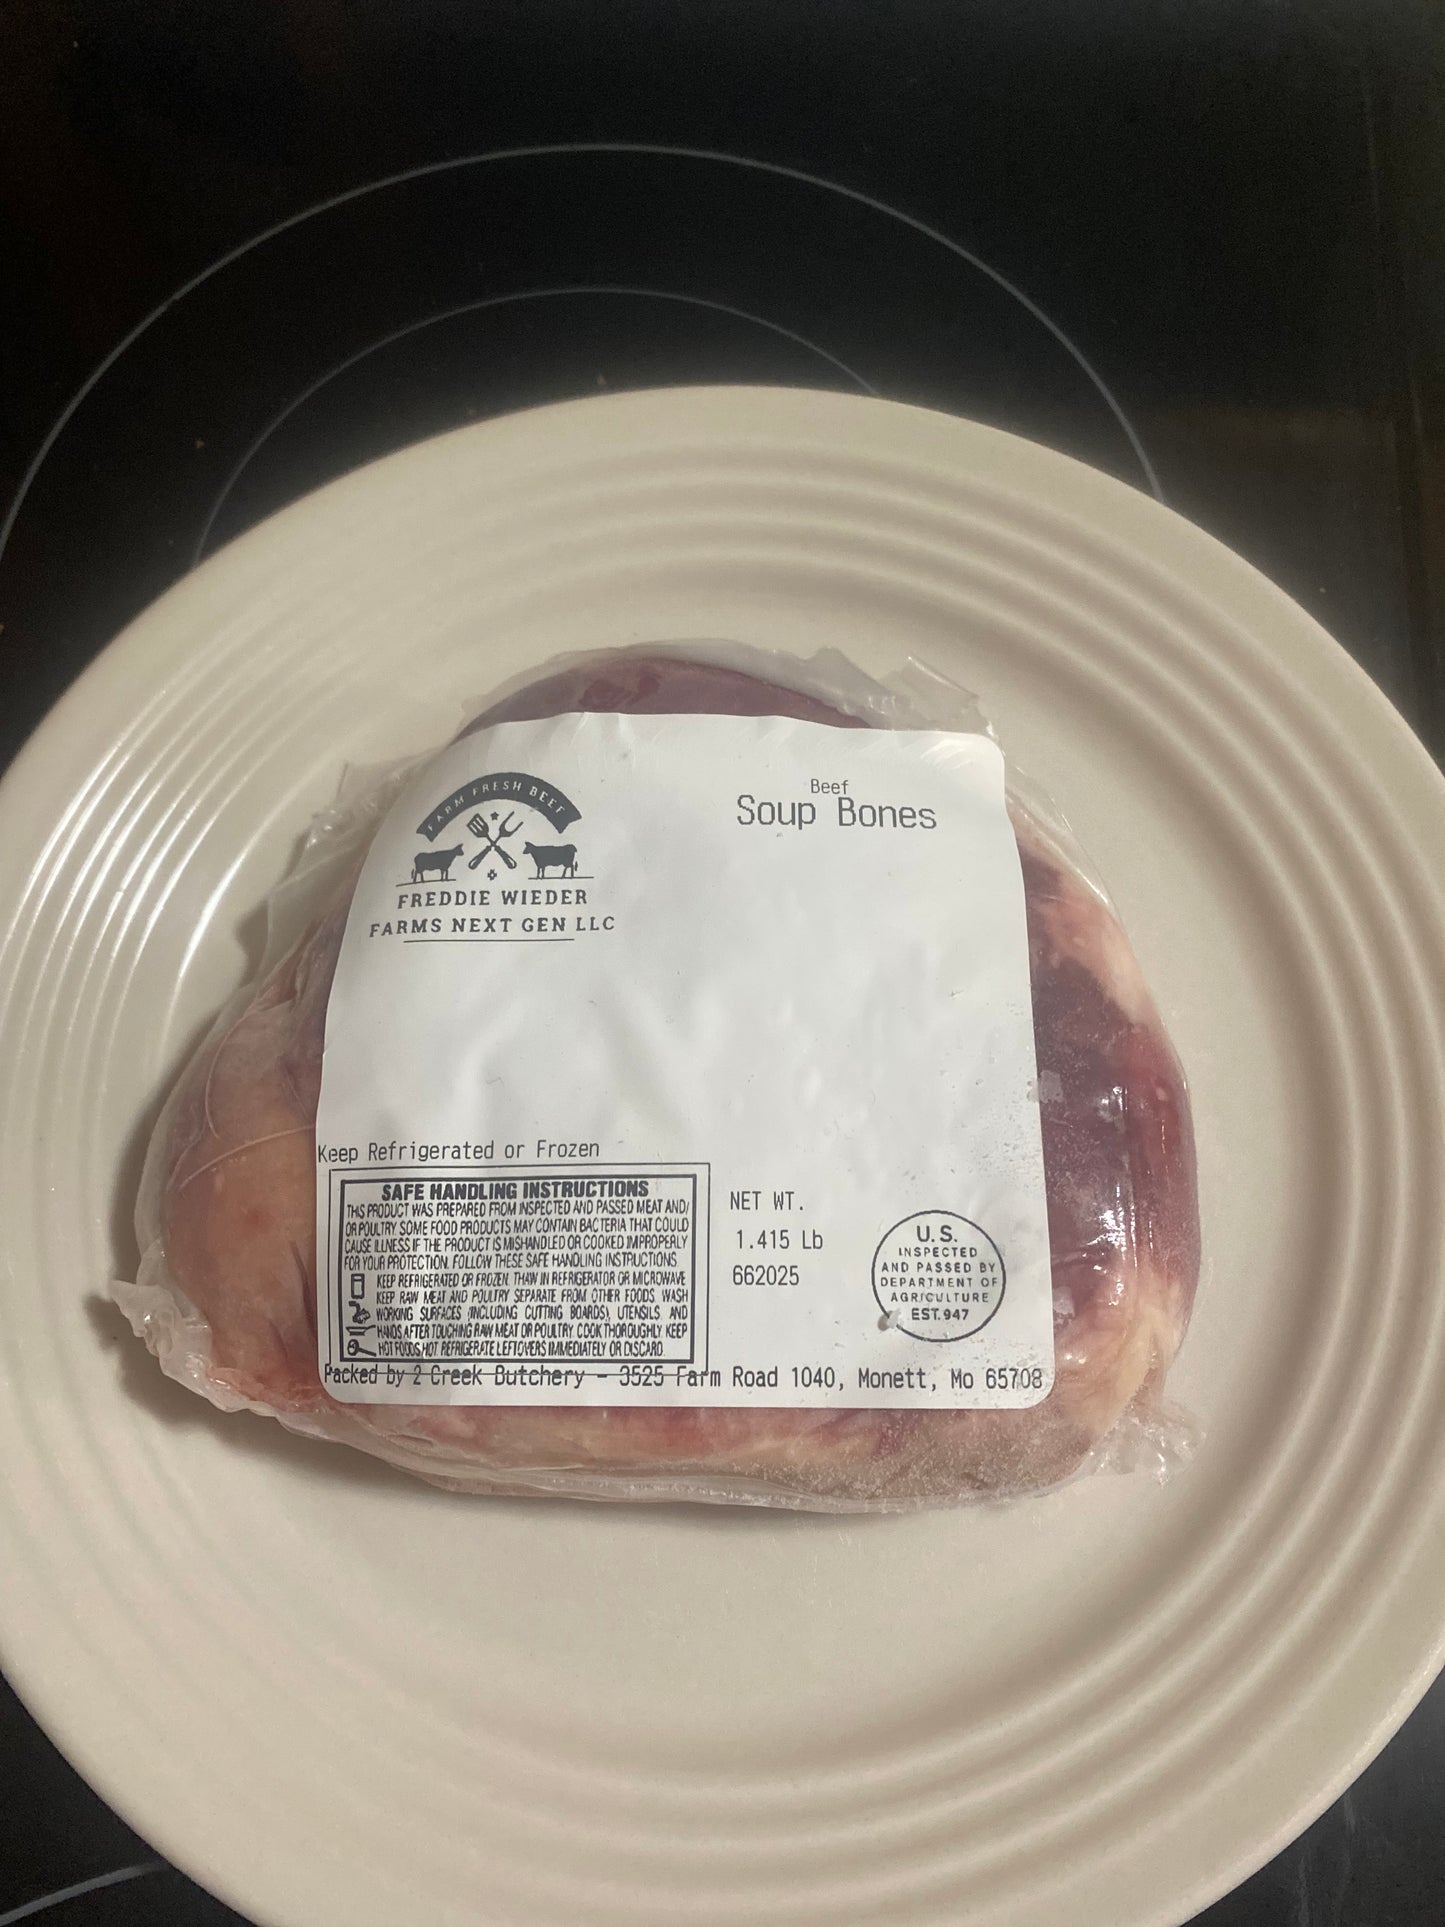 FARM FRESH BEEF
FREDDIE WIEDER
FARMS NEXT GEN LLC
Beef
Soup Bones
Keep Refrigerated or Frozen
SAFE HANDLING INSTRUCTIONS
THIS PRODUCT WAS PREPARED FROM INSPECTED AND PASSED MEAT AND/
OR POULTRY SOME FOOD PRODUCTS MAY CONTAIN BACTERIA THAT COULD
CAUSE ILLNESS IF THE PRODUCT IS MISHANDLED OR COOKED IMPROPERLY
FOR YOUR PROTECTION, FOLLOW THESE SAFE HANDLING INSTRUCTIONS
KEEP REFRIGERATED OR FROZEN. THAW IN REFRIGERATOR OR MICROWAVE
KEEP RAW MEAT AND POULTRY SEPARATE FROM OTHER FOODS. WASH
WORKING SURFACES (INCLUDING CUTTING BOARDS), UTENSILS, AND
HANDS AFTER TOUCHING RAW MEAT OR POULTRY. COOK THOROUGHLY. KEEP
HOT FOODS HOT. REFRIGERATE LEFTOVERS IMMEDIATELY OR DISCARD.
NET WT.
1.415 Lb
662025
U.S.
INSPECTED
AND PASSED BY
DEPARTMENT OF
AGRICULTURE
EST.947
Packed by 2 Creek Butchery - 3525 Farm Road 1040, Monett, Mo 65708